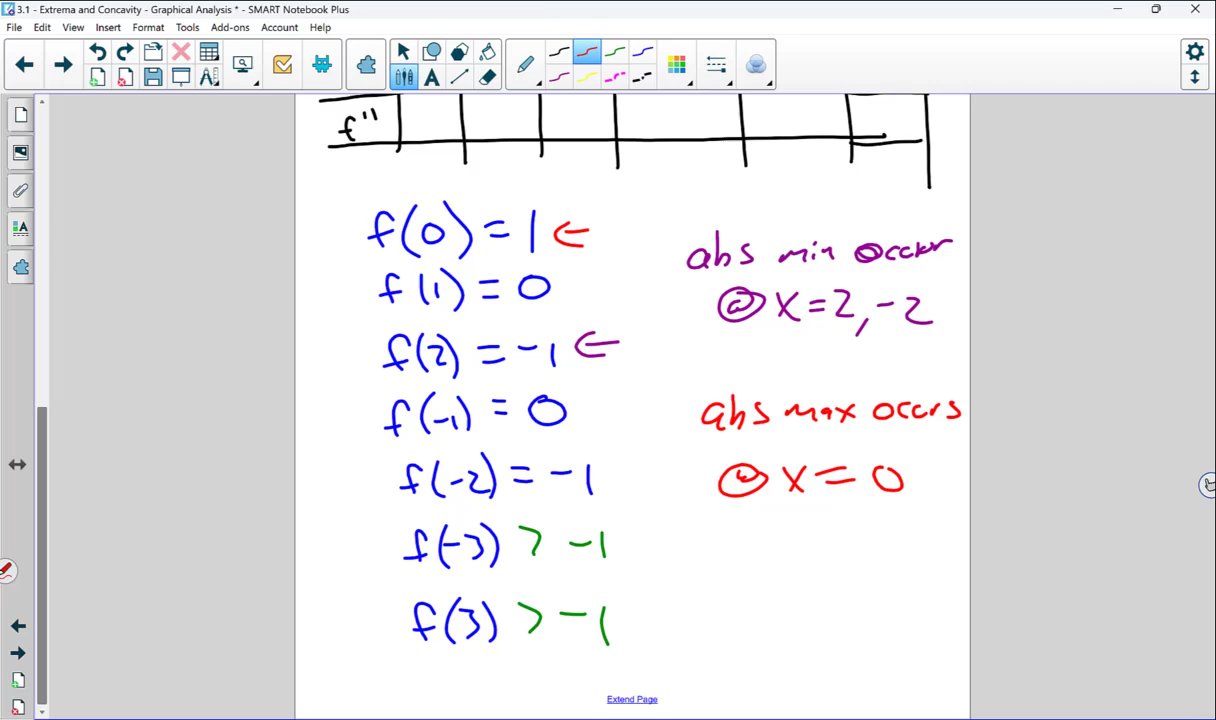 3.1 - Extrema and Concavity - Graphical Analysis * - SMART Notebook Plus
File Edit View Insert Format Tools Add-ons Account Help
f''
f(0) = 1 ←
f(1) = 0
f(2) = -1 ←
f(-1) = 0
f(-2) = -1
f(-3) > -1
f(3) > -1
abs min occur
@ x = 2, -2
abs max occurs
@ x = 0
Extend Page